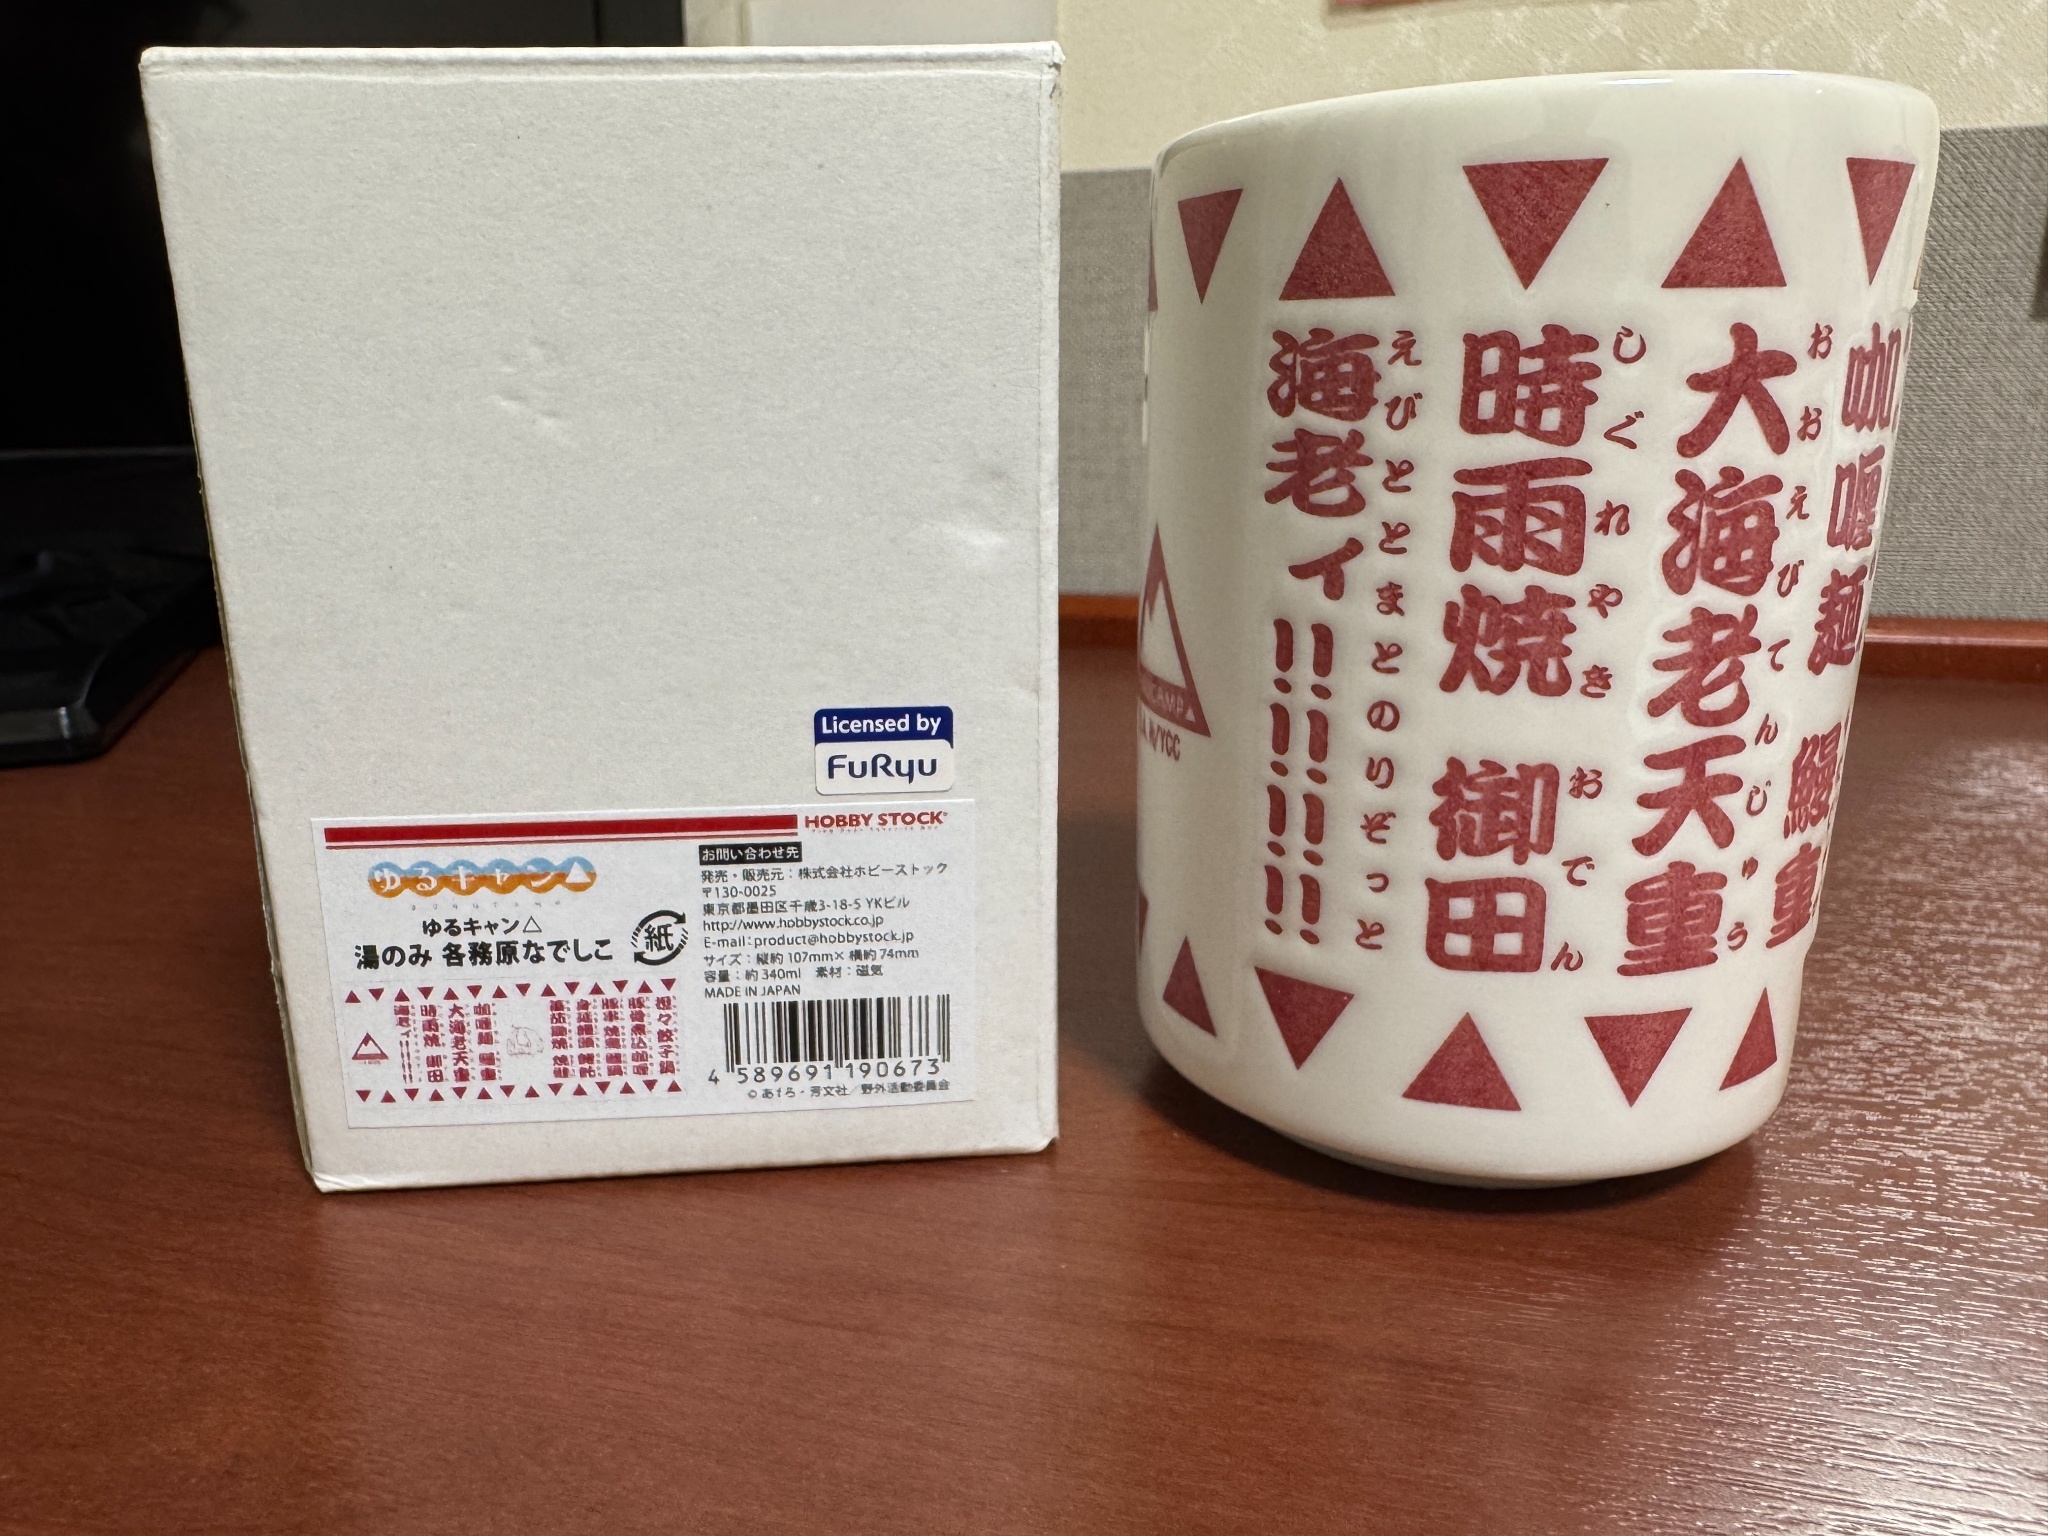 Licensed by
FuRyu
HOBBY STOCK
ゆるキャン△
ゆるキャン△
湯のみ 各務原なでしこ
紙
お問い合わせ先
発売・販売元：株式会社ホビーストック
〒130-0025
東京都墨田区千歳3-18-5 YKビル
http://www.hobbystock.co.jp
E-mail：product@hobbystock.jp
サイズ：縦約107mm×横約74mm
容量：約340ml 素材：磁気
MADE IN JAPAN
4 589691 190673
©あfろ・芳文社／野外活動委員会
咖喱麺 鰻重
おおえびてんじゅう
大海老天重
しぐれやき おでん
時雨焼 御田
えびととまとのりぞっと
海老イ!!!!!!!!